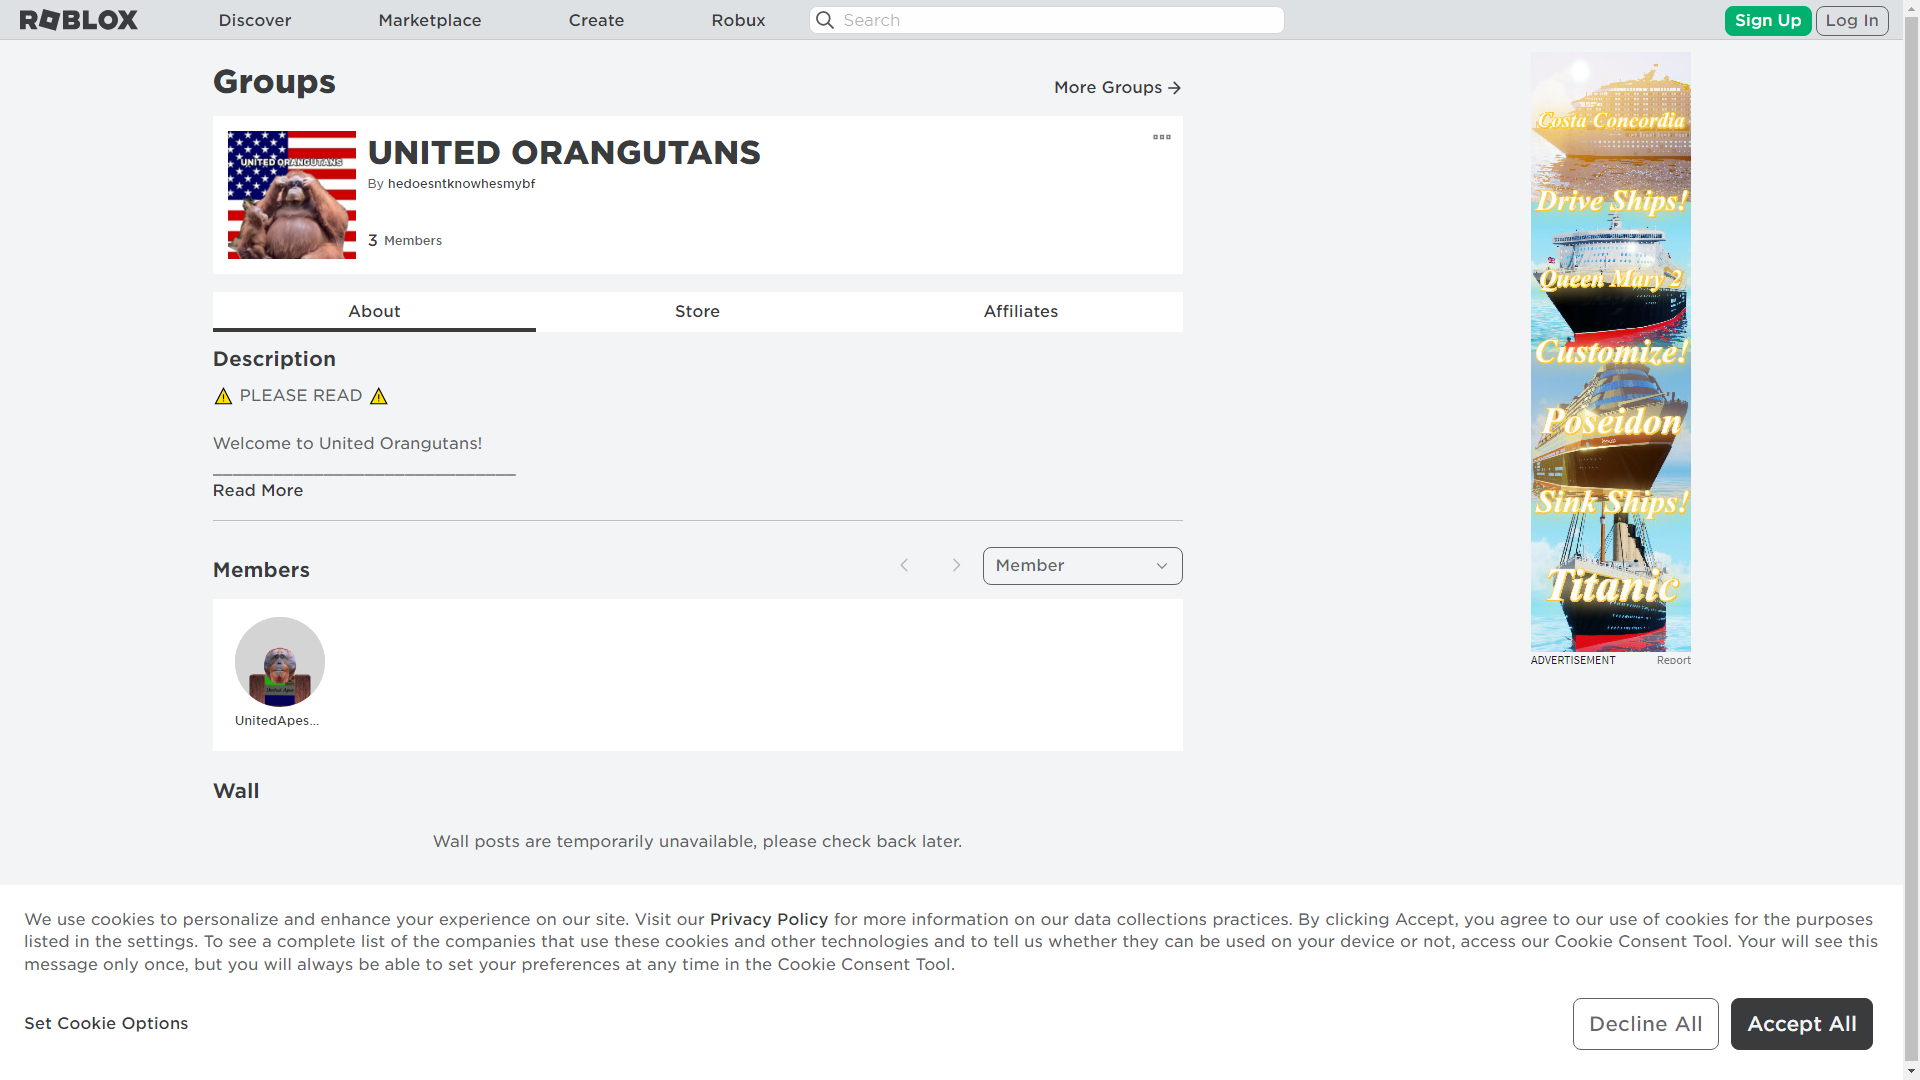 ROBLOX
Discover
Marketplace
Create
Robux
Search
Sign Up
Log In
Groups
More Groups
UNITED ORANGUTANS
UNITED ORANGUTANS
By hedoesntknowhesmybf
3 Members
About
Store
Affiliates
Description
⚠ PLEASE READ ⚠
Welcome to United Orangutans!
______________________________
Read More
Members
Member
United Apes
UnitedApes...
Wall
Wall posts are temporarily unavailable, please check back later.
Costa Concordia
Drive Ships!
Queen Mary 2
Customize!
Poseidon
Sink Ships!
Titanic
ADVERTISEMENT
Report
We use cookies to personalize and enhance your experience on our site. Visit our Privacy Policy for more information on our data collections practices. By clicking Accept, you agree to our use of cookies for the purposes
listed in the settings. To see a complete list of the companies that use these cookies and other technologies and to tell us whether they can be used on your device or not, access our Cookie Consent Tool. Your will see this
message only once, but you will always be able to set your preferences at any time in the Cookie Consent Tool.
Set Cookie Options
Decline All
Accept All